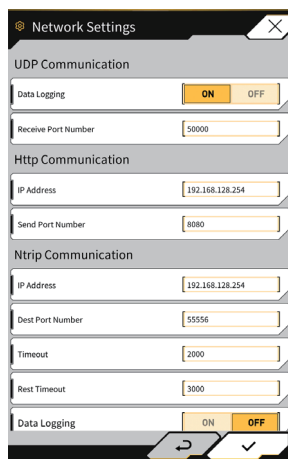 Network Settings
UDP Communication
Data Logging ON OFF
Receive Port Number 50000
Http Communication
IP Address 192.168.128.254
Send Port Number 8080
Ntrip Communication
IP Address 192.168.128.254
Dest Port Number 55556
Timeout 2000
Rest Timeout 3000
Data Logging ON OFF